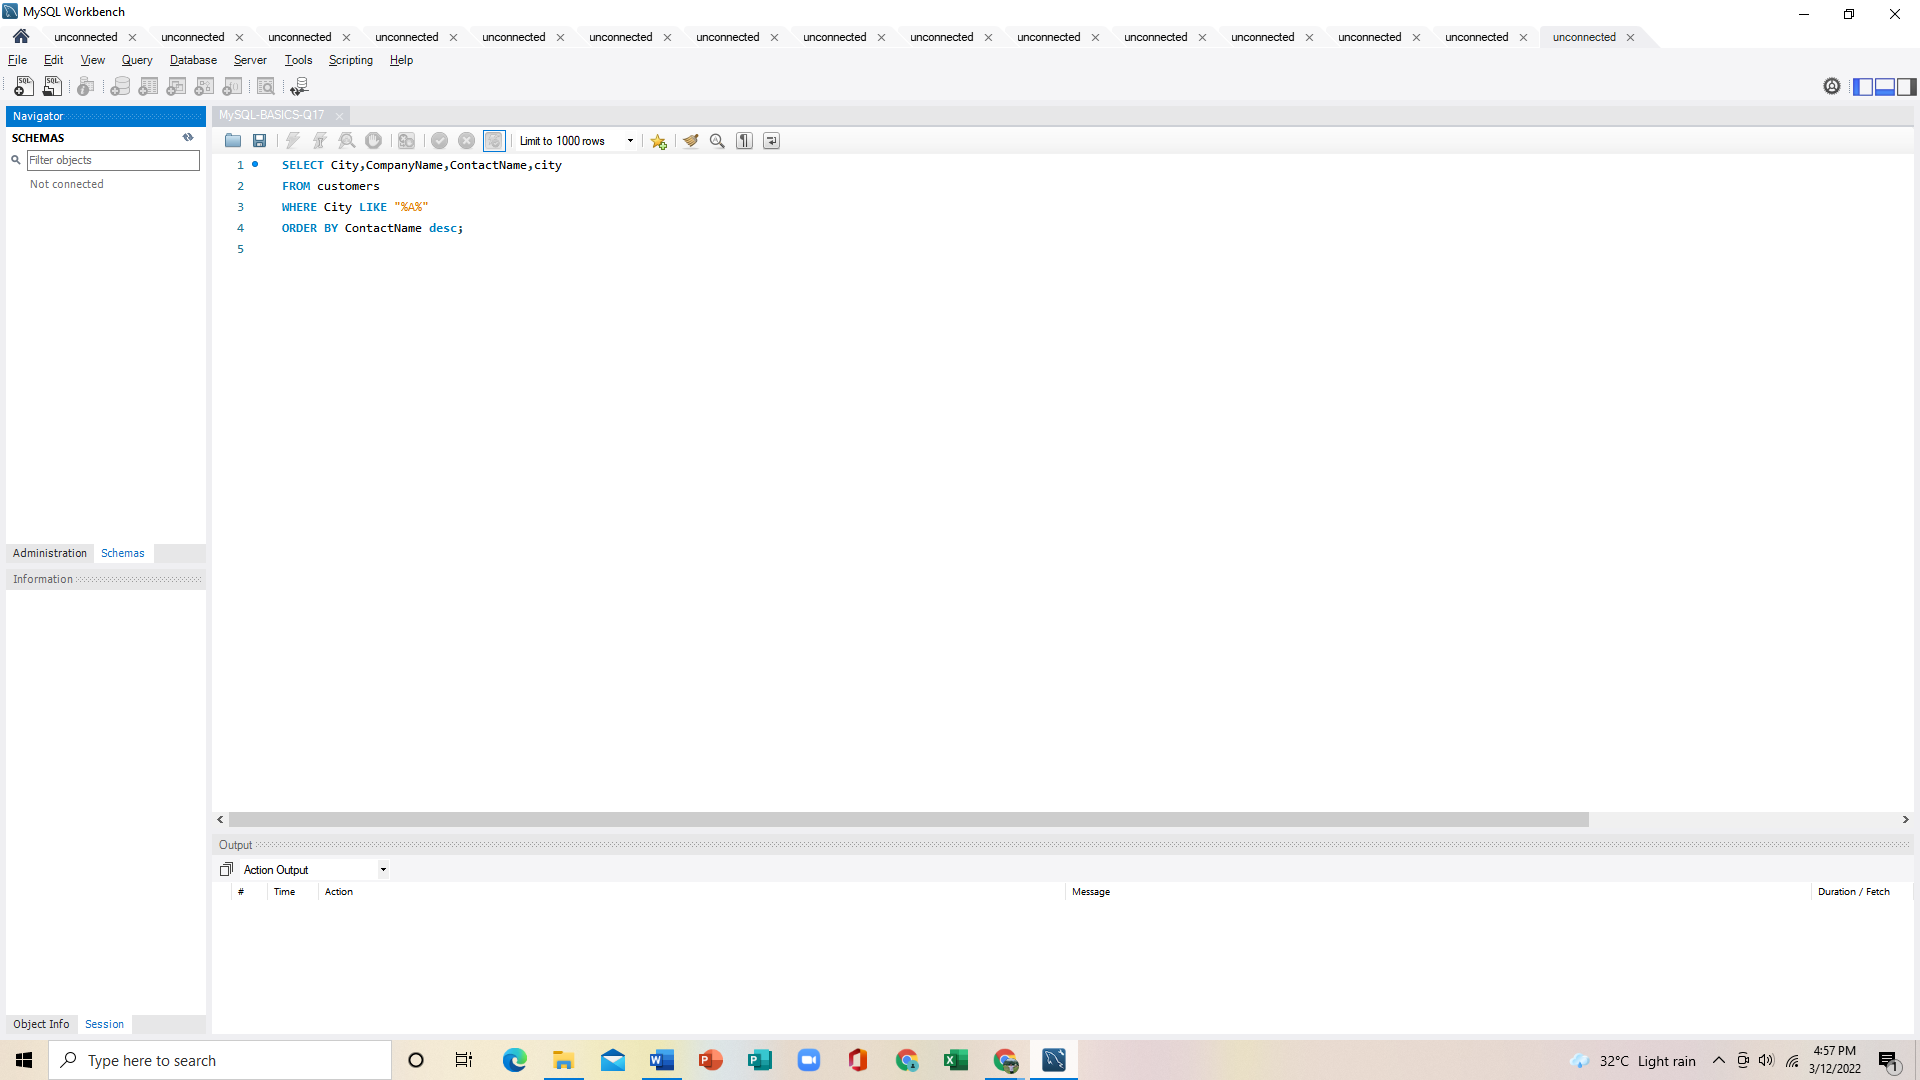 MySQL Workbench
unconnected unconnected unconnected unconnected unconnected unconnected unconnected unconnected unconnected unconnected unconnected unconnected unconnected unconnected unconnected
File Edit View Query Database Server Tools Scripting Help
Navigator
SCHEMAS
Filter objects
Not connected
Administration Schemas
Information
Object Info Session
MySQL-BASICS-Q17
Limit to 1000 rows
1 SELECT City,CompanyName,ContactName,city
2 FROM customers
3 WHERE City LIKE "%A%"
4 ORDER BY ContactName desc;
5
Output
Action Output
# Time Action Message Duration / Fetch
Type here to search
32°C Light rain
4:57 PM
3/12/2022
1